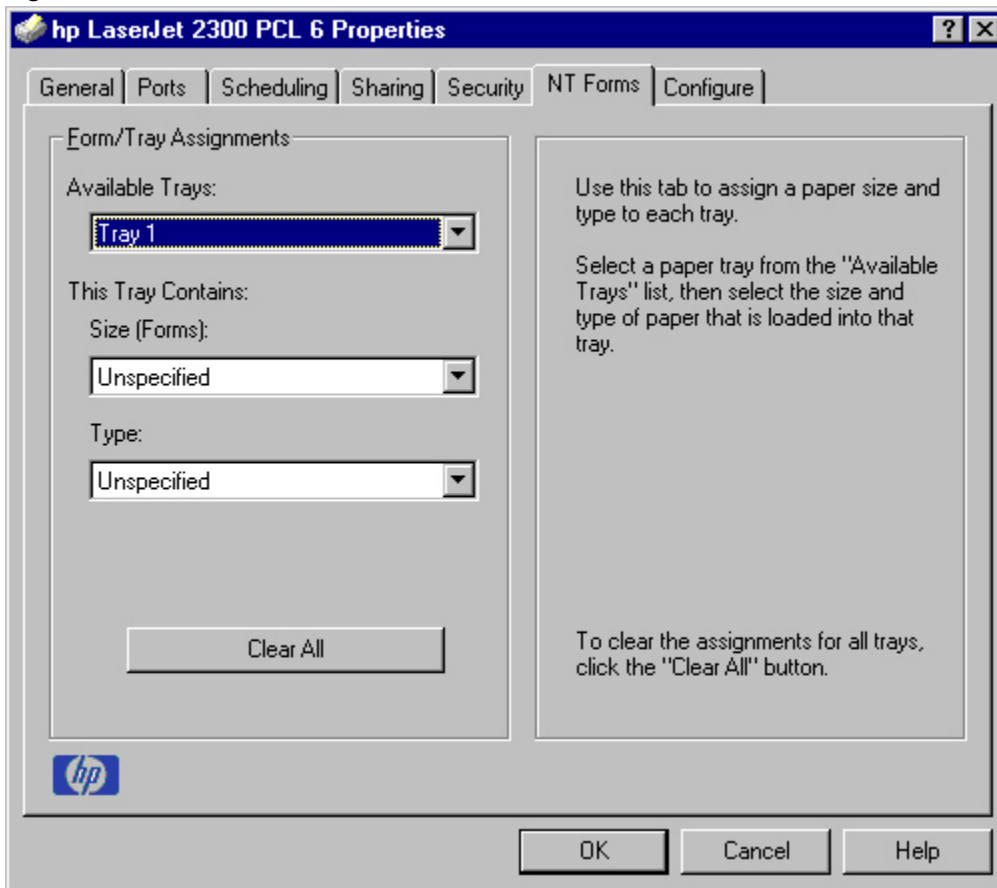 hp LaserJet 2300 PCL 6 Properties
General Ports Scheduling Sharing Security NT Forms Configure
Form/Tray Assignments
Available Trays:
Tray 1
This Tray Contains:
Size (Forms):
Unspecified
Type:
Unspecified
Clear All
Use this tab to assign a paper size and
type to each tray.
Select a paper tray from the "Available
Trays" list, then select the size and
type of paper that is loaded into that
tray.
To clear the assignments for all trays,
click the "Clear All" button.
hp
OK Cancel Help